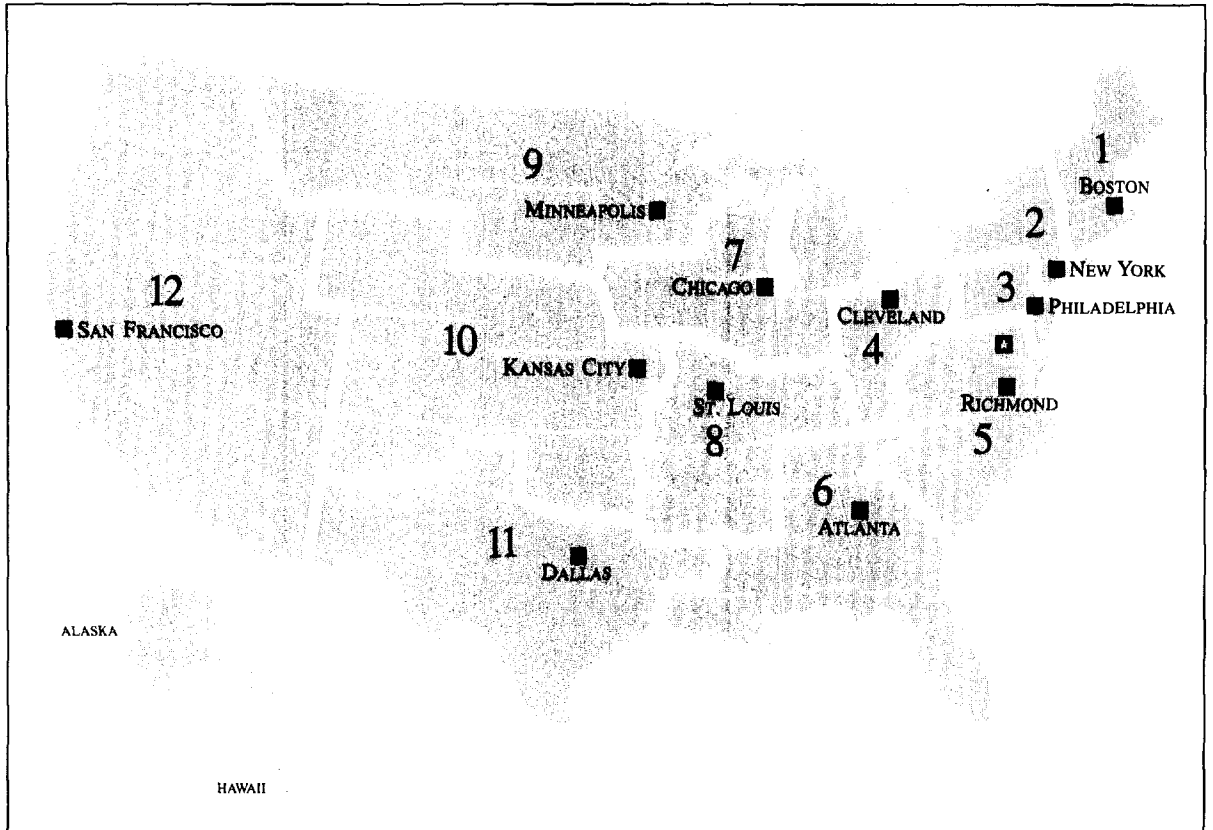 1
BOSTON
9
MINNEAPOLIS
2
7
NEW YORK
CHICAGO
12
3
CLEVELAND
PHILADELPHIA
SAN FRANCISCO
10
4
KANSAS CITY
ST. LOUIS
RICHMOND
8
5
6
ATLANTA
11
DALLAS
ALASKA
HAWAII